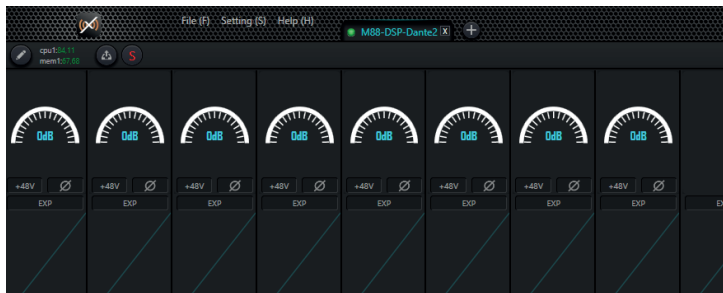 File (F) Setting (S) Help (H)
M88-DSP-Dante2 X +
cpu1:84.11
mem1:67.68
S
0dB 0dB 0dB 0dB 0dB 0dB 0dB 0dB
+48V Ø +48V Ø +48V Ø +48V Ø +48V Ø +48V Ø +48V Ø +48V Ø
EXP EXP EXP EXP EXP EXP EXP EXP